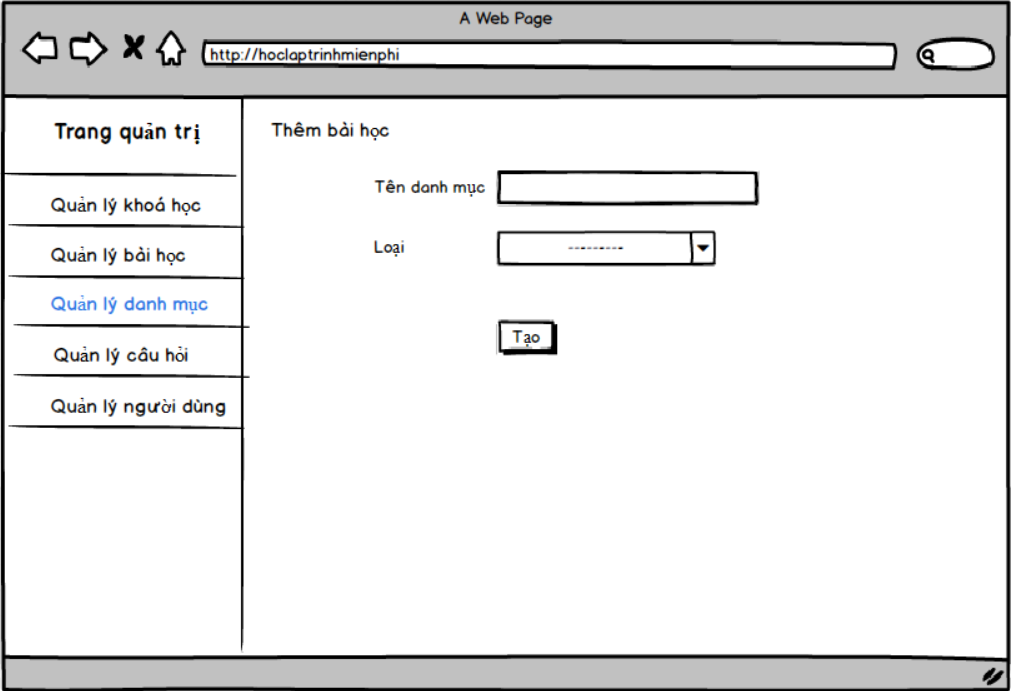 A Web Page
http://hoclaptrinhmienphi
Trang quản trị
Quản lý khoá học
Quản lý bài học
Quản lý danh mục
Quản lý câu hỏi
Quản lý người dùng
Thêm bài học
Tên danh mục
Loại
---------
Tạo